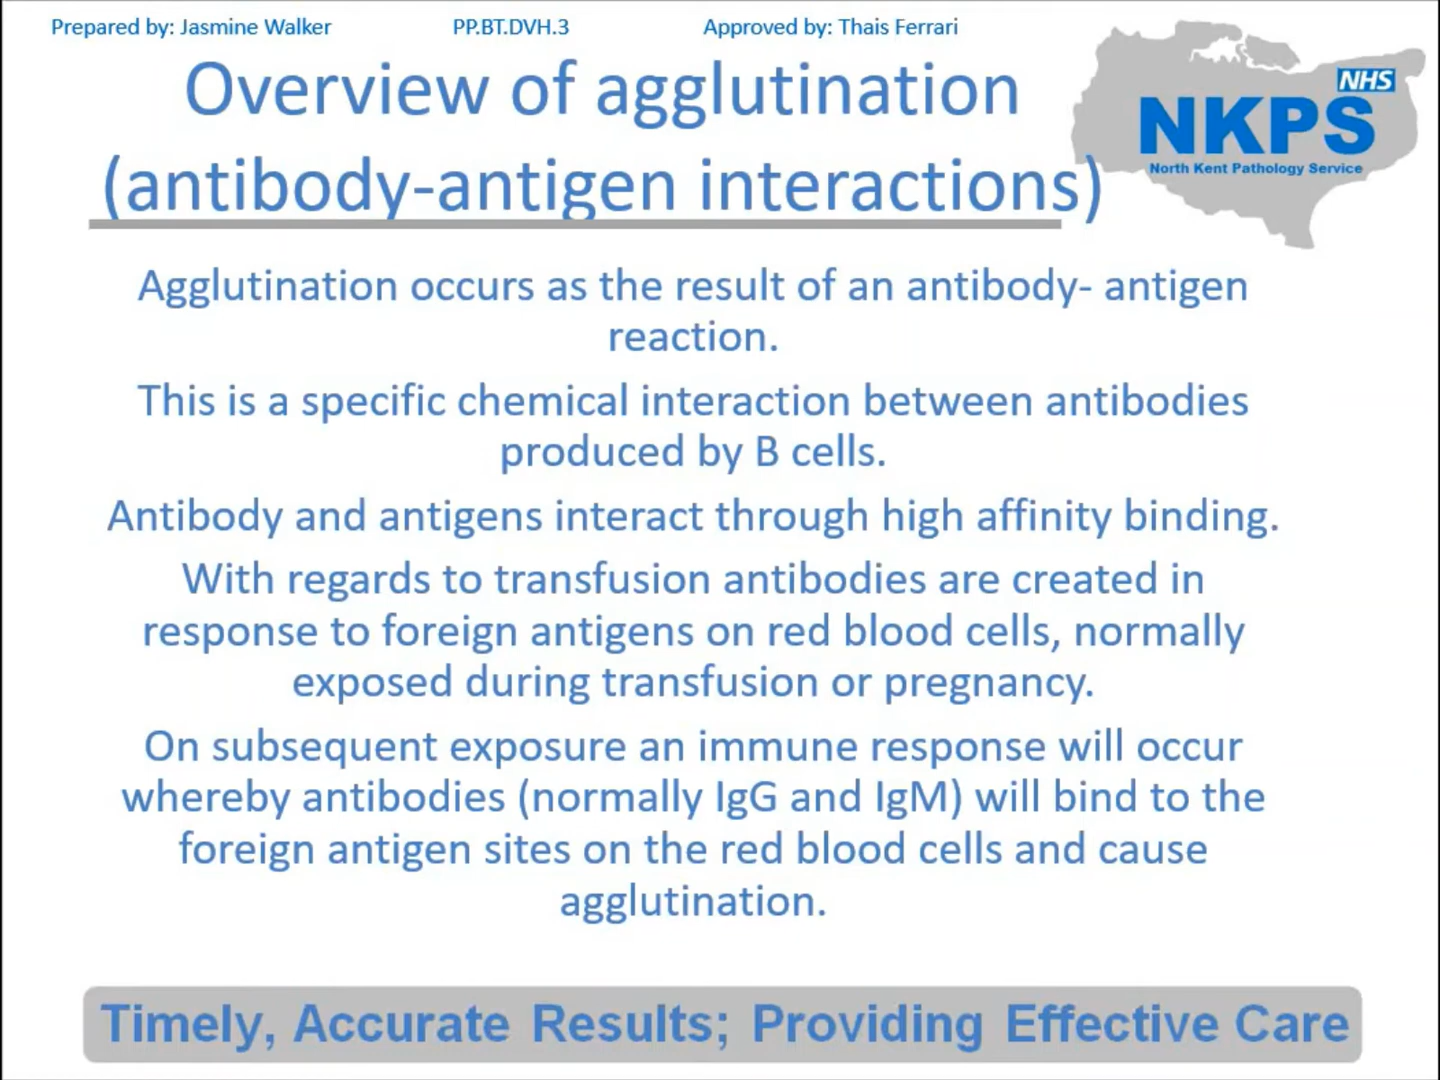 Prepared by: Jasmine Walker PP.BT.DVH.3 Approved by: Thais Ferrari
NHS
NKPS
North Kent Pathology Service
Overview of agglutination
(antibody-antigen interactions)
Agglutination occurs as the result of an antibody- antigen
reaction.
This is a specific chemical interaction between antibodies
produced by B cells.
Antibody and antigens interact through high affinity binding.
With regards to transfusion antibodies are created in
response to foreign antigens on red blood cells, normally
exposed during transfusion or pregnancy.
On subsequent exposure an immune response will occur
whereby antibodies (normally IgG and IgM) will bind to the
foreign antigen sites on the red blood cells and cause
agglutination.
Timely, Accurate Results; Providing Effective Care